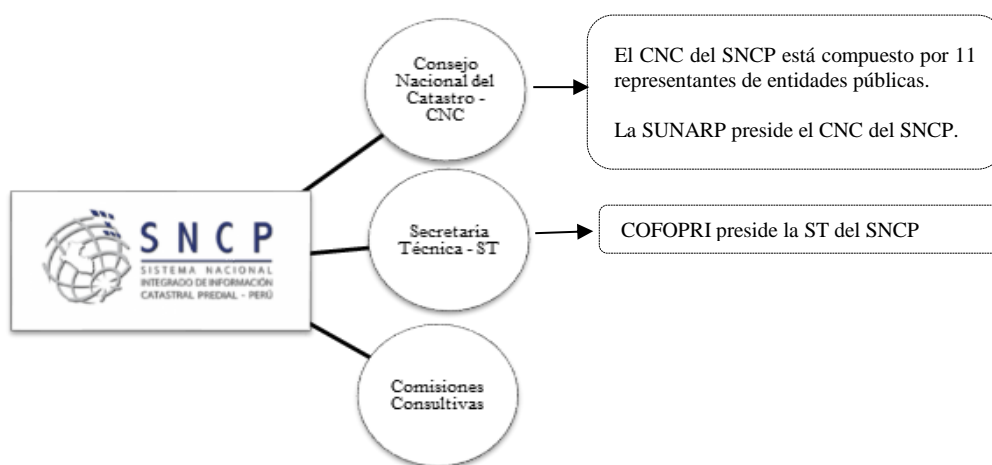 Consejo
Nacional del
Catastro -
CNC
El CNC del SNCP está compuesto por 11
representantes de entidades públicas.
La SUNARP preside el CNC del SNCP.
SNCP
SISTEMA NACIONAL
INTEGRADO DE INFORMACIÓN
CATASTRAL PREDIAL - PERÚ
Secretaria
Técnica - ST
COFOPRI preside la ST del SNCP
Comisiones
Consultivas